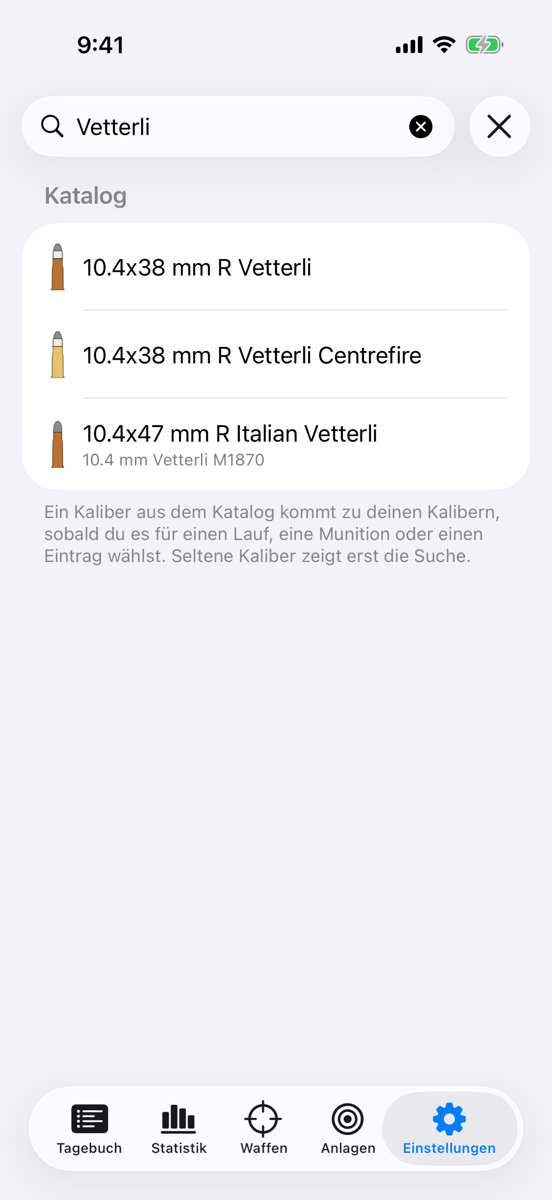 9:41
Vetterli
Katalog
10.4x38 mm R Vetterli
10.4x38 mm R Vetterli Centrefire
10.4x47 mm R Italian Vetterli
10.4 mm Vetterli M1870
Ein Kaliber aus dem Katalog kommt zu deinen Kalibern,
sobald du es für einen Lauf, eine Munition oder einen
Eintrag wählst. Seltene Kaliber zeigt erst die Suche.
Tagebuch
Statistik
Waffen
Anlagen
Einstellungen